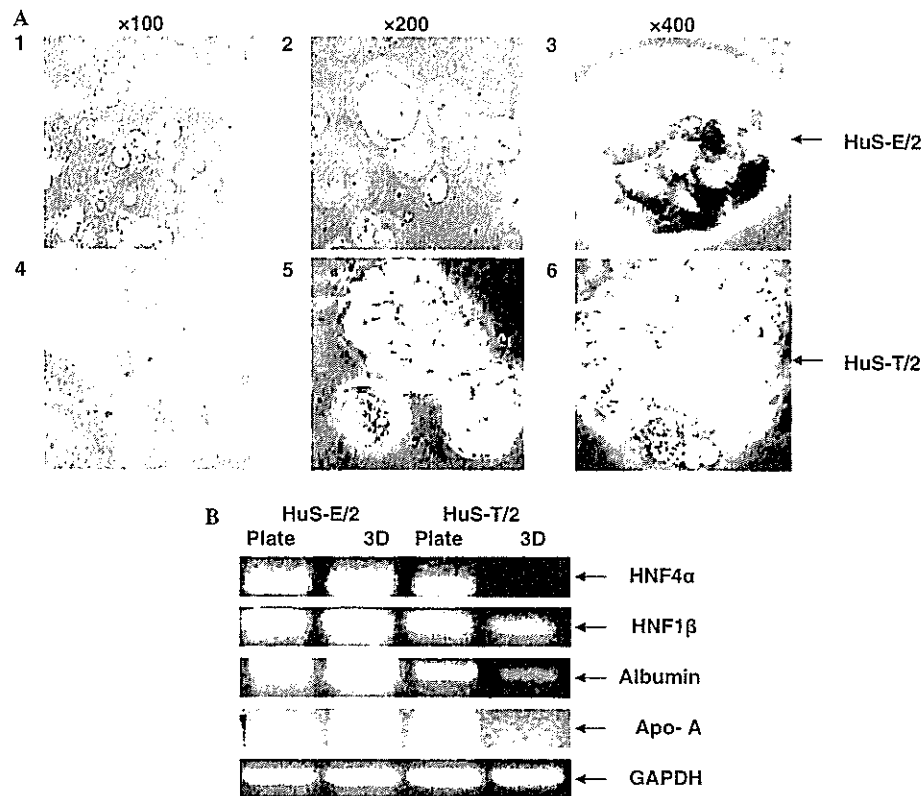 A
×100 ×200 ×400
1 2 3
HuS-E/2
4 5 6
HuS-T/2
B
HuS-E/2 HuS-T/2
Plate 3D Plate 3D
HNF4α
HNF1β
Albumin
Apo- A
GAPDH